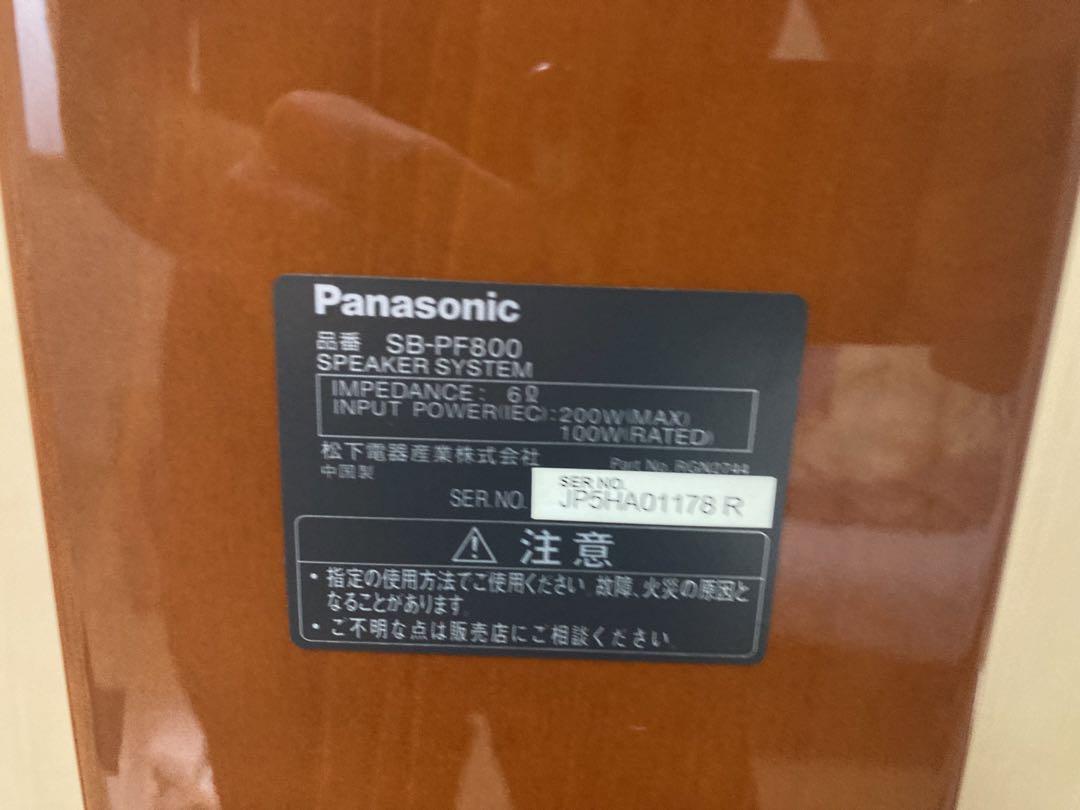 Panasonic
品番 SB-PF800
SPEAKER SYSTEM
IMPEDANCE: 6Ω
INPUT POWER(IEC): 200W(MAX)
100W(RATED)
松下電器産業株式会社
中国製
Part No.
SER.NO.
SER.NO.
JP5HA01178 R
⚠ 注意
・指定の使用方法でご使用ください。故障、火災の原因と
なることがあります。
・ご不明な点は販売店にご相談ください。